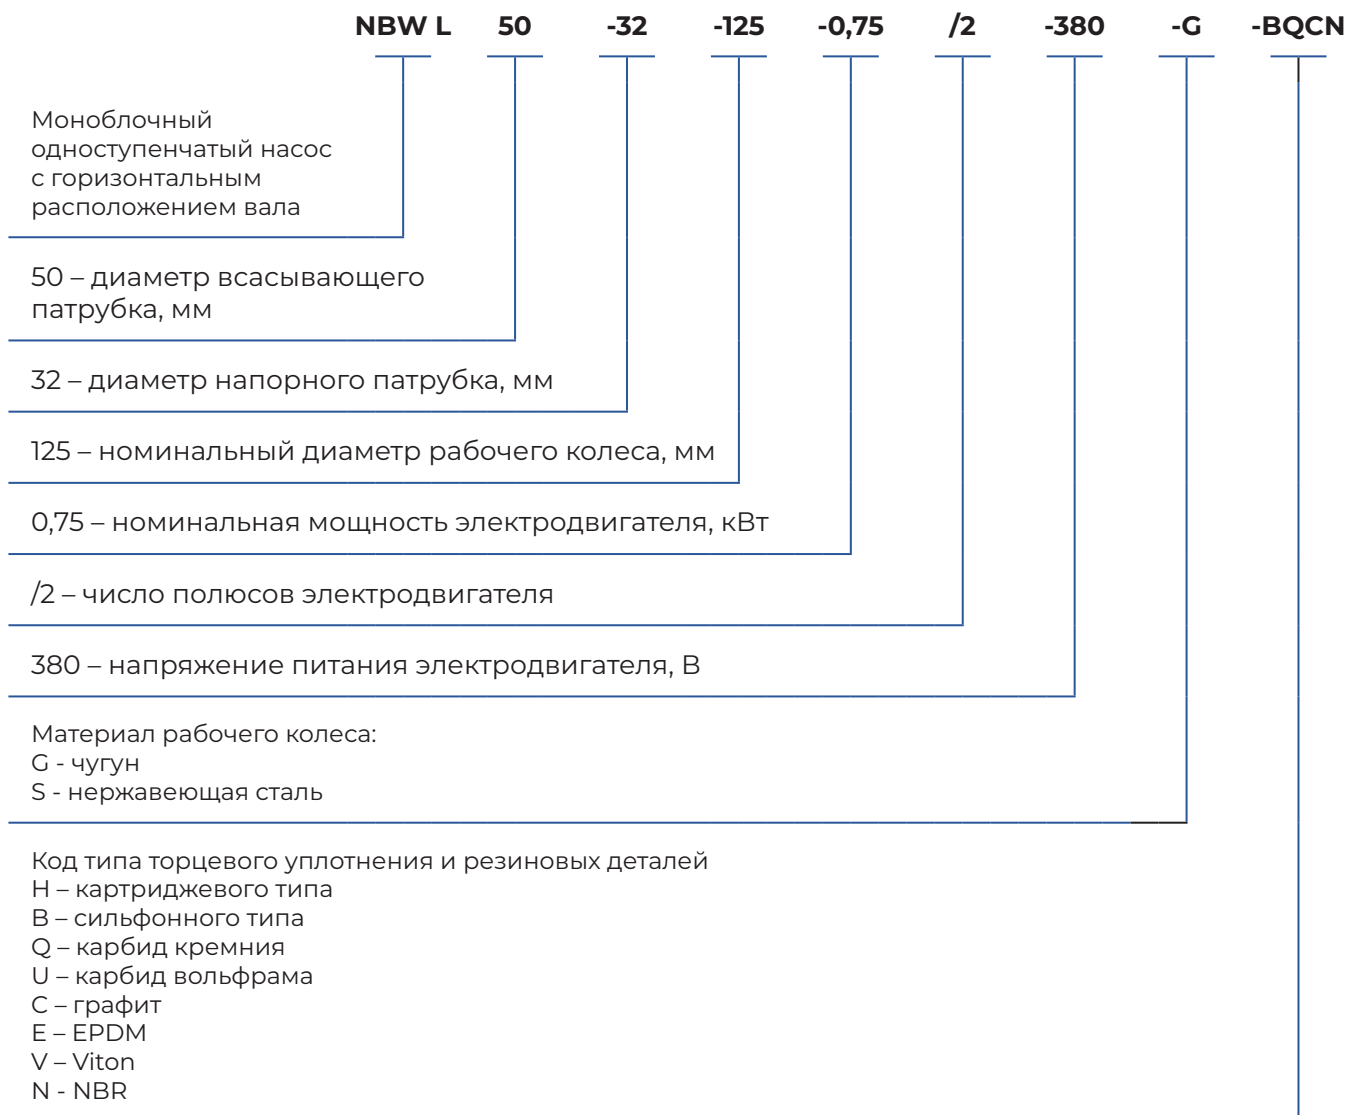 NBW L 50 -32 -125 -0,75 /2 -380 -G -BQCN
Моноблочный
одноступенчатый насос
с горизонтальным
расположением вала
50 – диаметр всасывающего
патрубка, мм
32 – диаметр напорного патрубка, мм
125 – номинальный диаметр рабочего колеса, мм
0,75 – номинальная мощность электродвигателя, кВт
/2 – число полюсов электродвигателя
380 – напряжение питания электродвигателя, В
Материал рабочего колеса:
G - чугун
S - нержавеющая сталь
Код типа торцевого уплотнения и резиновых деталей
H – картриджевого типа
B – сильфонного типа
Q – карбид кремния
U – карбид вольфрама
C – графит
E – EPDM
V – Viton
N - NBR